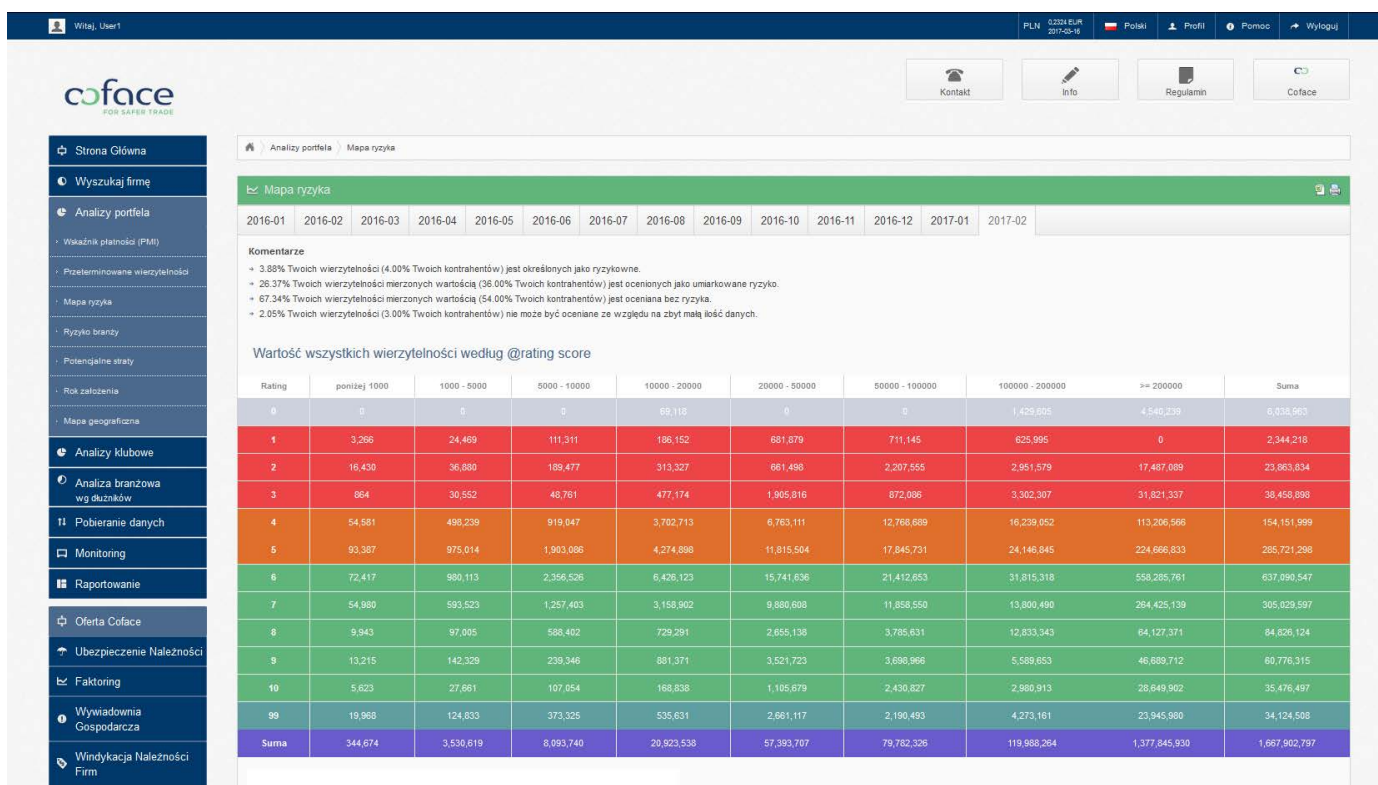 Witaj, User1
PLN 0,2324 EUR 2017-03-16 Polski Profil Pomoc Wyloguj
coface
FOR SAFER TRADE
Kontakt Info Regulamin Coface
Strona Główna
Wyszukaj firmę
Analizy portfela
Wskaźnik płatności (PMI)
Przeterminowane wierzytelności
Mapa ryzyka
Ryzyko branży
Potencjalne straty
Rok założenia
Mapa geograficzna
Analizy klubowe
Analiza branżowa
wg dłużników
Pobieranie danych
Monitoring
Raportowanie
Oferta Coface
Ubezpieczenie Należności
Faktoring
Wywiadownia
Gospodarcza
Windykacja Należności
Firm
Analizy portfela Mapa ryzyka
Mapa ryzyka
2016-01 2016-02 2016-03 2016-04 2016-05 2016-06 2016-07 2016-08 2016-09 2016-10 2016-11 2016-12 2017-01 2017-02
Komentarze
3.88% Twoich wierzytelności (4.00% Twoich kontrahentów) jest określonych jako ryzykowne.
26.37% Twoich wierzytelności mierzonych wartością (36.00% Twoich kontrahentów) jest ocenionych jako umiarkowane ryzyko.
67.34% Twoich wierzytelności mierzonych wartością (54.00% Twoich kontrahentów) jest oceniana bez ryzyka.
2.05% Twoich wierzytelności (3.00% Twoich kontrahentów) nie może być oceniane ze względu na zbyt małą ilość danych.
Wartość wszystkich wierzytelności według @rating score
Rating poniżej 1000 1000 - 5000 5000 - 10000 10000 - 20000 20000 - 50000 50000 - 100000 100000 - 200000 >= 200000 Suma
0 0 0 0 69,118 0 0 1,429,605 4,540,239 6,038,963
1 3,266 24,469 111,311 186,152 681,879 711,145 625,995 0 2,344,218
2 16,430 36,880 189,477 313,327 661,498 2,207,555 2,951,579 17,487,089 23,863,834
3 864 30,552 48,761 477,174 1,905,816 872,086 3,302,307 31,821,337 38,458,898
4 54,581 498,239 919,047 3,702,713 6,763,111 12,768,689 16,239,052 113,206,566 154,151,999
5 93,387 975,014 1,903,086 4,274,898 11,815,504 17,845,731 24,146,845 224,666,833 285,721,298
6 72,417 980,113 2,356,526 6,426,123 15,741,636 21,412,653 31,815,318 558,285,761 637,090,547
7 54,980 593,523 1,257,403 3,158,902 9,880,608 11,858,550 13,800,490 264,425,139 305,029,597
8 9,943 97,005 588,402 729,291 2,655,138 3,785,631 12,833,343 64,127,371 84,826,124
9 13,215 142,329 239,346 881,371 3,521,723 3,698,966 5,589,653 46,689,712 60,776,315
10 5,623 27,661 107,054 168,838 1,105,679 2,430,827 2,980,913 28,649,902 35,476,497
99 19,968 124,833 373,325 535,631 2,661,117 2,190,493 4,273,161 23,945,980 34,124,508
Suma 344,674 3,530,619 8,093,740 20,923,538 57,393,707 79,782,326 119,988,264 1,377,845,930 1,667,902,797